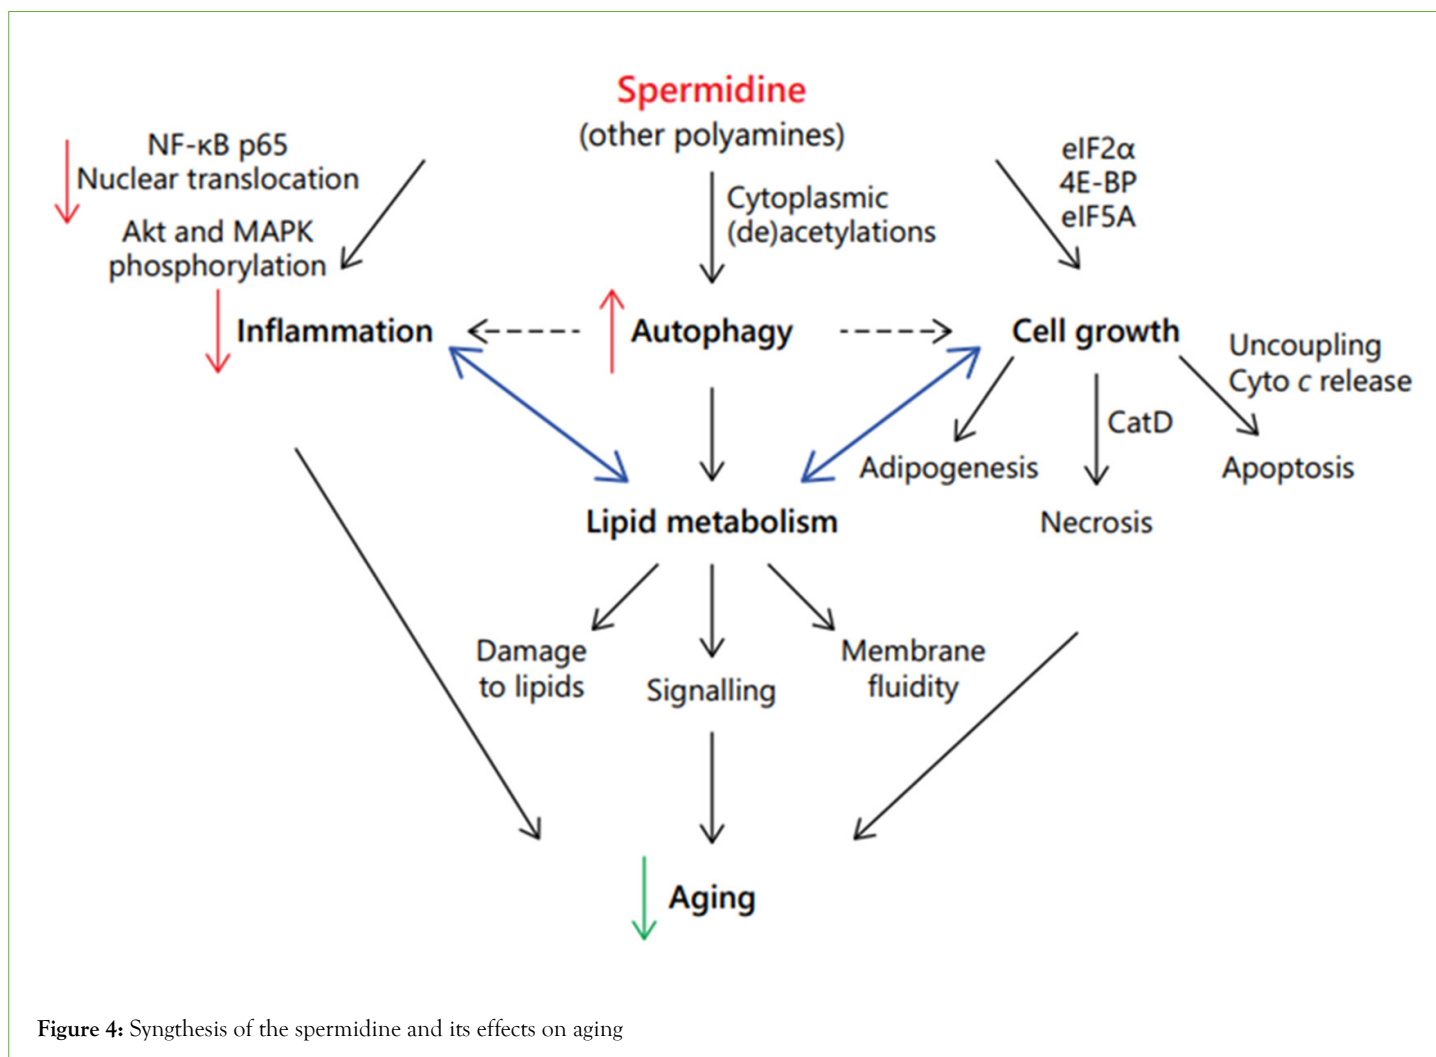 Spermidine
(other polyamines)
NF-κB p65
Nuclear translocation
Akt and MAPK
phosphorylation
Cytoplasmic
(de)acetylations
eIF2α
4E-BP
eIF5A
Inflammation
Autophagy
Cell growth
Uncoupling
Cyto c release
CatD
Adipogenesis
Apoptosis
Necrosis
Lipid metabolism
Damage
to lipids
Signalling
Membrane
fluidity
Aging
Figure 4: Syngthesis of the spermidine and its effects on aging